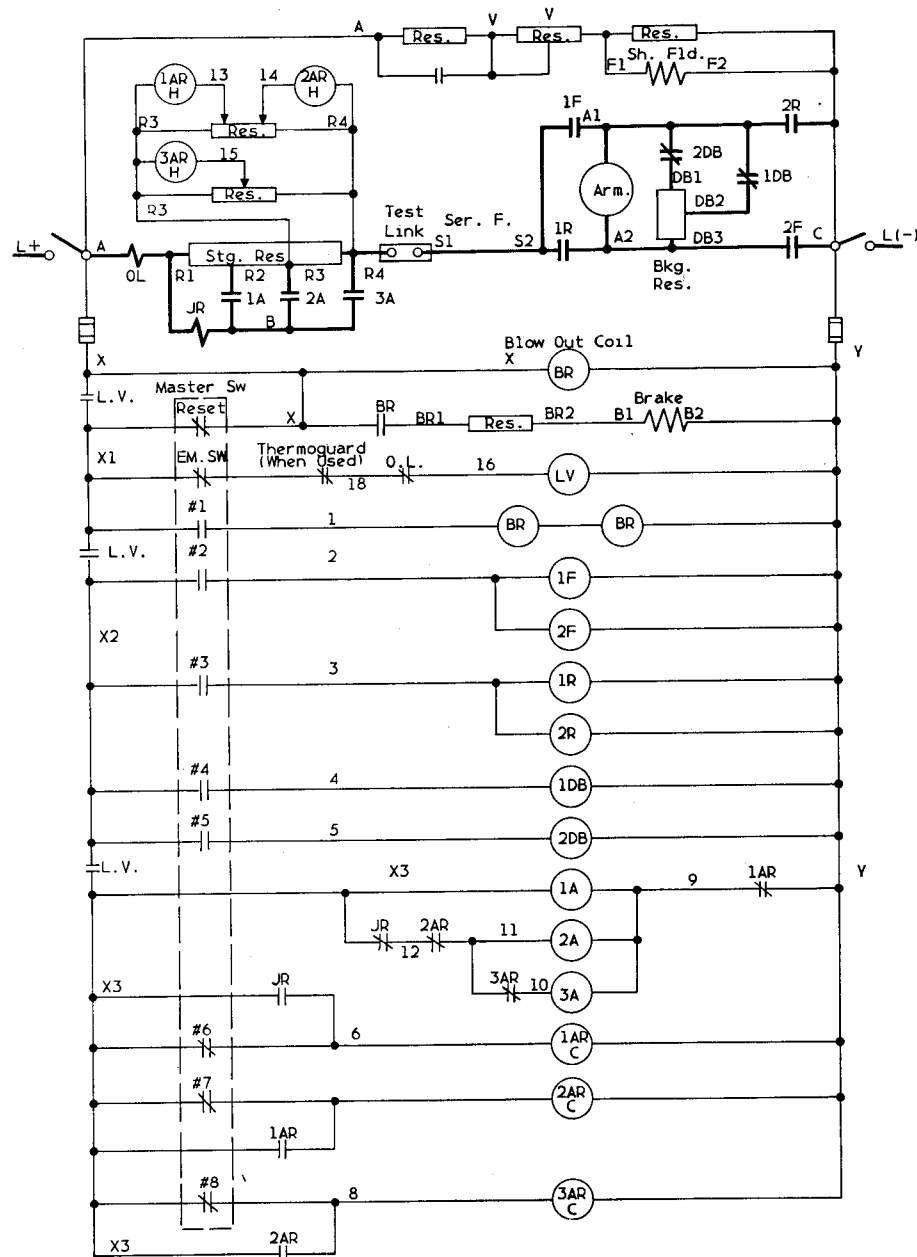 A V V
Res. Res. Res.
Sh. Fld.
F1 F2
1AR H 13 14 2AR H
R3 Res. R4
3AR H 15
Res.
R3
1F A1 2R
2DB
DB1 1DB
Arm. DB2
Test Link Ser. F.
L+ A S1 S2 1R A2 DB3 2F C L(-)
OL R1 Stg. Res R2 R3 R4
Bkg. Res.
1A 2A 3A
JR B
Blow Out Coil
X X BR Y
L.V. Master Sw
Reset X BR BR1 Res. BR2 B1 Brake B2
X1 EM.SW Thermoguard (When Used) 18 O.L. 16 LV
#1 1 BR BR
L.V. #2 2 1F
2F
X2
#3 3 1R
2R
#4 4 1DB
#5 5 2DB
L.V. X3 Y
1A 9 1AR
JR 12 2AR 11 2A
3AR 10 3A
X3 JR
#6 6 1AR C
#7 2AR C
1AR
#8 8 3AR C
X3 2AR